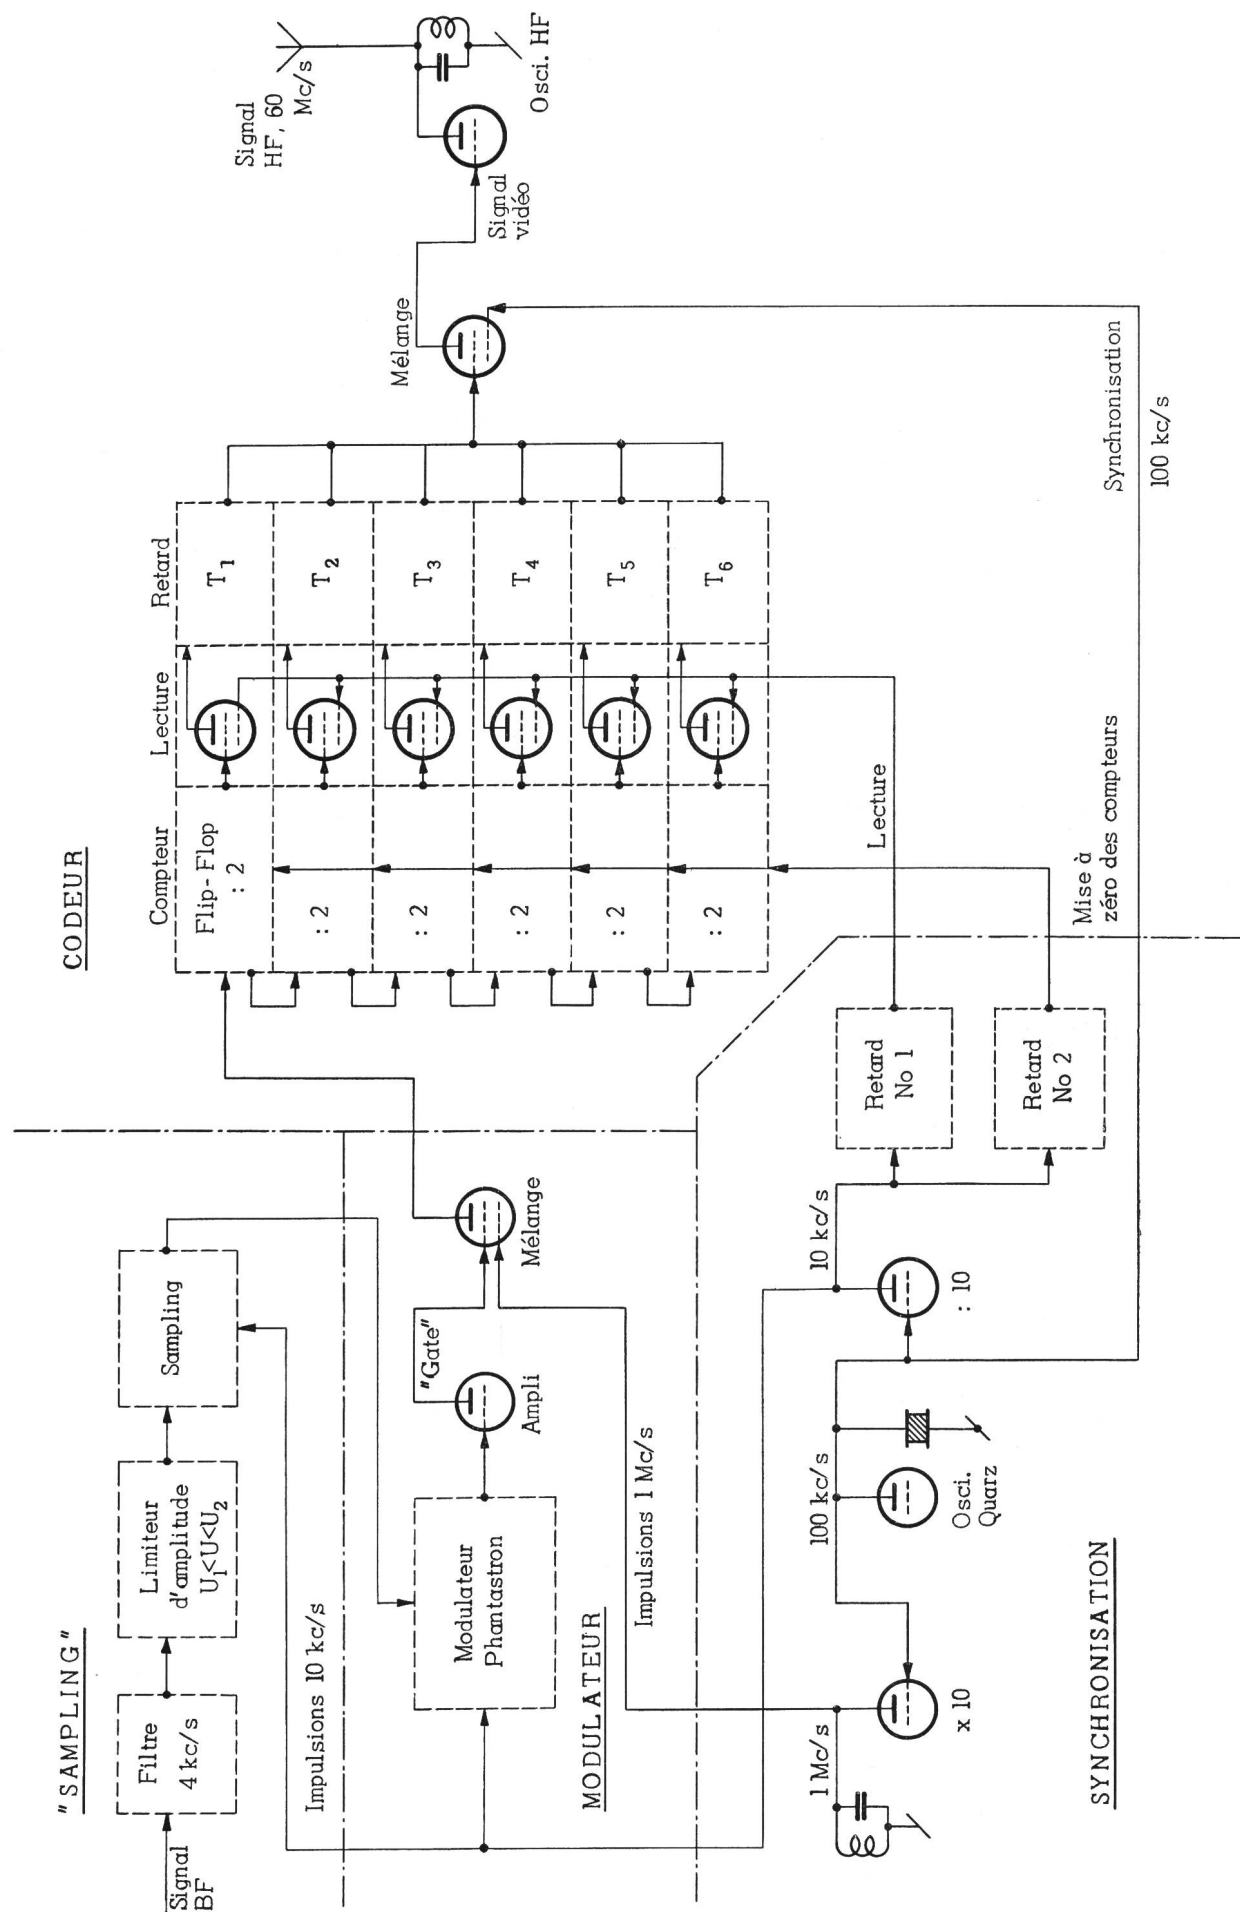 "SAMPLING"
Signal
BF
Filtre
4 kc/s
Limiteur
d'amplitude
U1<U<U2
Sampling
Impulsions 10 kc/s
MODULATEUR
Modulateur
Phantastron
Ampli
"Gate"
Mélange
Impulsions 1 Mc/s
CODEUR
Compteur
Lecture
Retard
Flip-Flop
: 2
: 2
: 2
: 2
: 2
: 2
T1
T2
T3
T4
T5
T6
Mélange
Signal
vidéo
Signal
HF, 60
Mc/s
Osci. HF
SYNCHRONISATION
1 Mc/s
x 10
100 kc/s
Osci.
Quarz
: 10
10 kc/s
Retard
No 1
Retard
No 2
Lecture
Mise à
zéro des compteurs
Synchronisation
100 kc/s